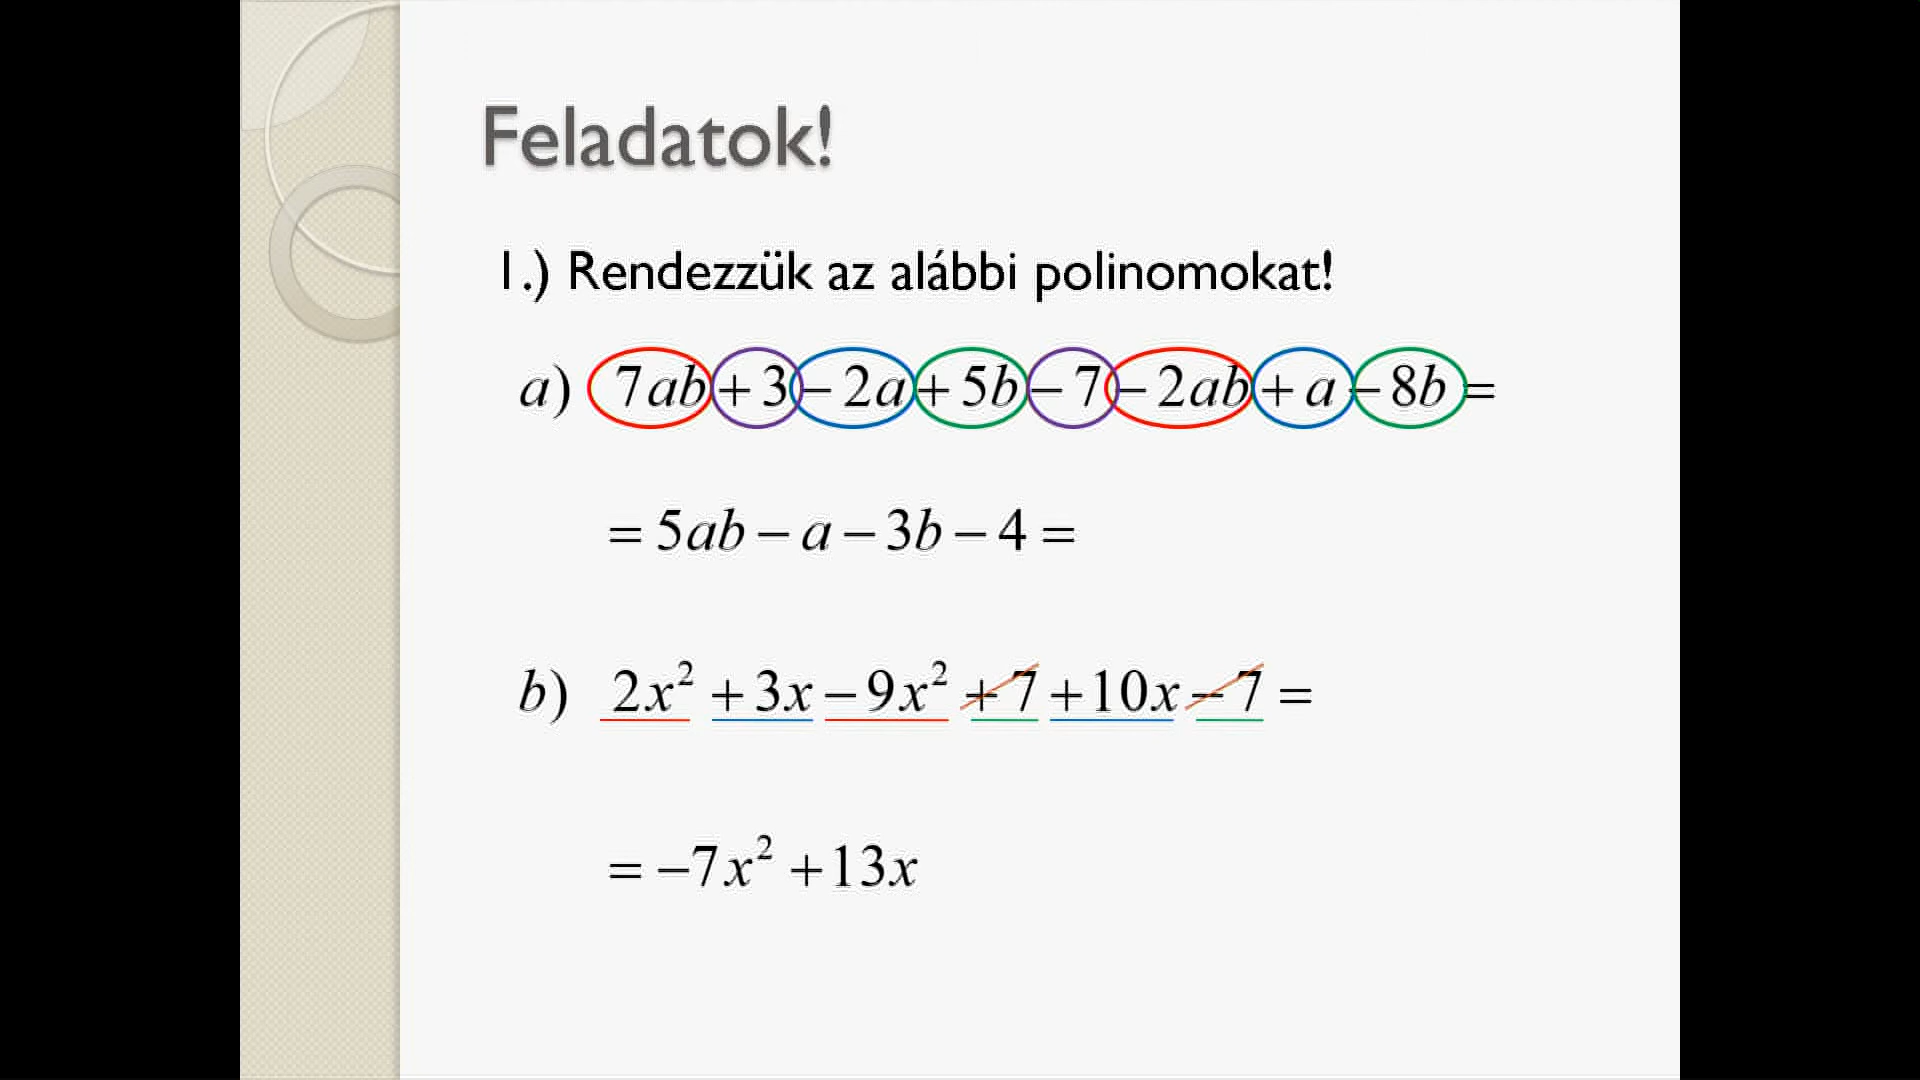 Feladatok!
1.) Rendezzük az alábbi polinomokat!
a) 7ab + 3 − 2a + 5b − 7 − 2ab + a − 8b =
= 5ab − a − 3b − 4 =
b) 2x² + 3x − 9x² + 7 + 10x − 7 =
= −7x² + 13x